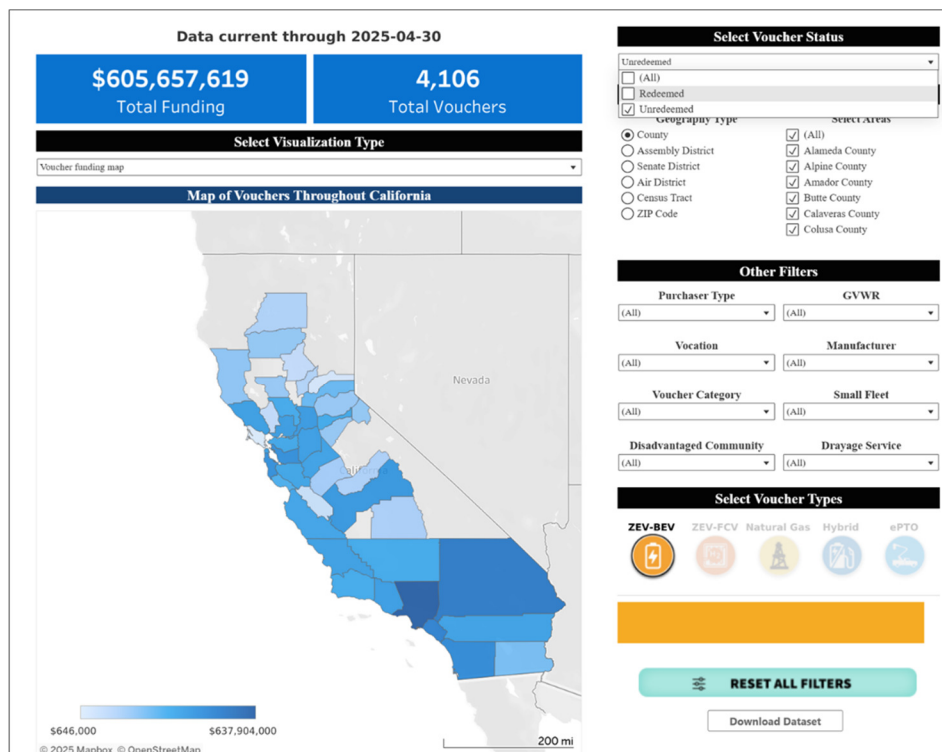 Data current through 2025-04-30
$605,657,619
Total Funding
4,106
Total Vouchers
Select Visualization Type
Voucher funding map
Map of Vouchers Throughout California
Nevada
California
$646,000
$637,904,000
© 2025 Mapbox © OpenStreetMap
200 mi
Select Voucher Status
Unredeemed
(All)
Redeemed
Unredeemed
Geography Type
Select Areas
County
(All)
Assembly District
Alameda County
Senate District
Alpine County
Air District
Amador County
Census Tract
Butte County
ZIP Code
Calaveras County
Colusa County
Other Filters
Purchaser Type
GVWR
(All)
(All)
Vocation
Manufacturer
(All)
(All)
Voucher Category
Small Fleet
(All)
(All)
Disadvantaged Community
Drayage Service
(All)
(All)
Select Voucher Types
ZEV-BEV
ZEV-FCV
Natural Gas
Hybrid
ePTO
RESET ALL FILTERS
Download Dataset